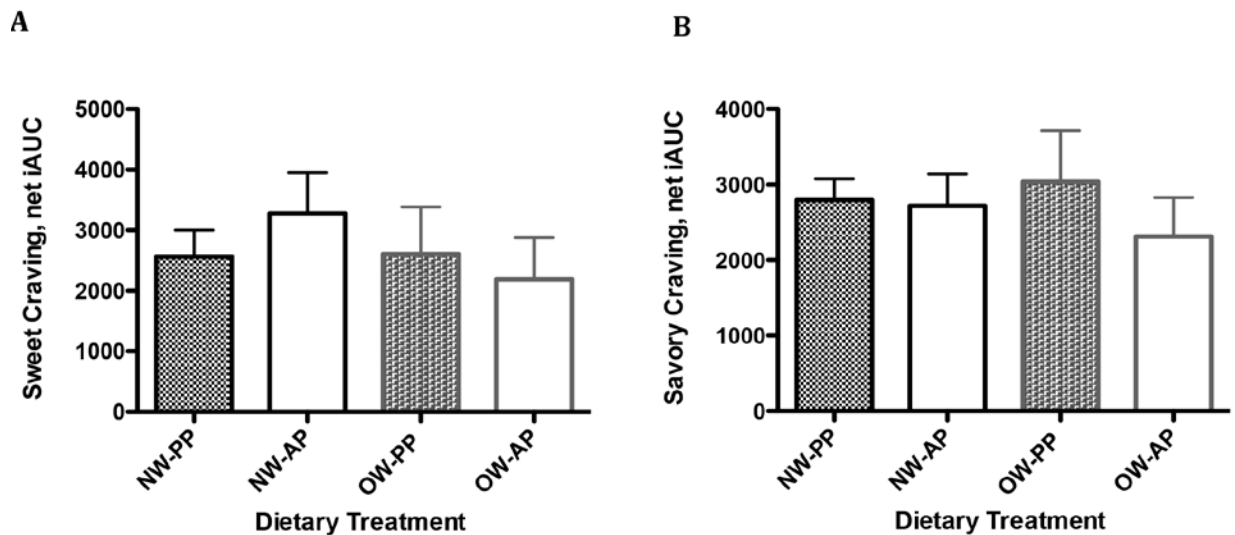 A
Sweet Craving, net iAUC
5000
4000
3000
2000
1000
0
NW-PP
NW-AP
OW-PP
OW-AP
Dietary Treatment
B
Savory Craving, net iAUC
4000
3000
2000
1000
0
NW-PP
NW-AP
OW-PP
OW-AP
Dietary Treatment